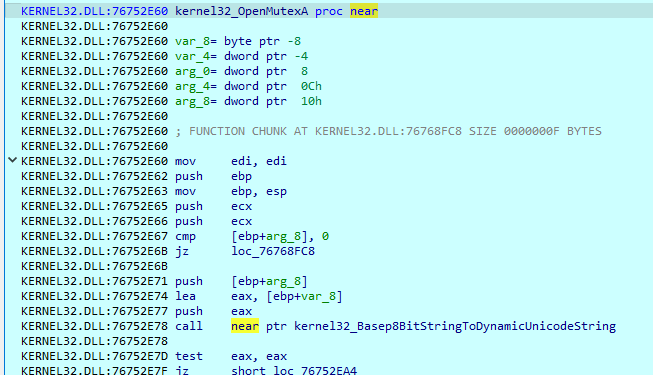 KERNEL32.DLL:76752E60 kernel32_OpenMutexA proc near
KERNEL32.DLL:76752E60
KERNEL32.DLL:76752E60 var_8= byte ptr -8
KERNEL32.DLL:76752E60 var_4= dword ptr -4
KERNEL32.DLL:76752E60 arg_0= dword ptr  8
KERNEL32.DLL:76752E60 arg_4= dword ptr  0Ch
KERNEL32.DLL:76752E60 arg_8= dword ptr  10h
KERNEL32.DLL:76752E60
KERNEL32.DLL:76752E60 ; FUNCTION CHUNK AT KERNEL32.DLL:76768FC8 SIZE 0000000F BYTES
KERNEL32.DLL:76752E60
KERNEL32.DLL:76752E60 mov     edi, edi
KERNEL32.DLL:76752E62 push    ebp
KERNEL32.DLL:76752E63 mov     ebp, esp
KERNEL32.DLL:76752E65 push    ecx
KERNEL32.DLL:76752E66 push    ecx
KERNEL32.DLL:76752E67 cmp     [ebp+arg_8], 0
KERNEL32.DLL:76752E6B jz      loc_76768FC8
KERNEL32.DLL:76752E6B
KERNEL32.DLL:76752E71 push    [ebp+arg_8]
KERNEL32.DLL:76752E74 lea     eax, [ebp+var_8]
KERNEL32.DLL:76752E77 push    eax
KERNEL32.DLL:76752E78 call    near ptr kernel32_Basep8BitStringToDynamicUnicodeString
KERNEL32.DLL:76752E78
KERNEL32.DLL:76752E7D test    eax, eax
KERNEL32.DLL:76752E7F jz      short loc_76752EA4